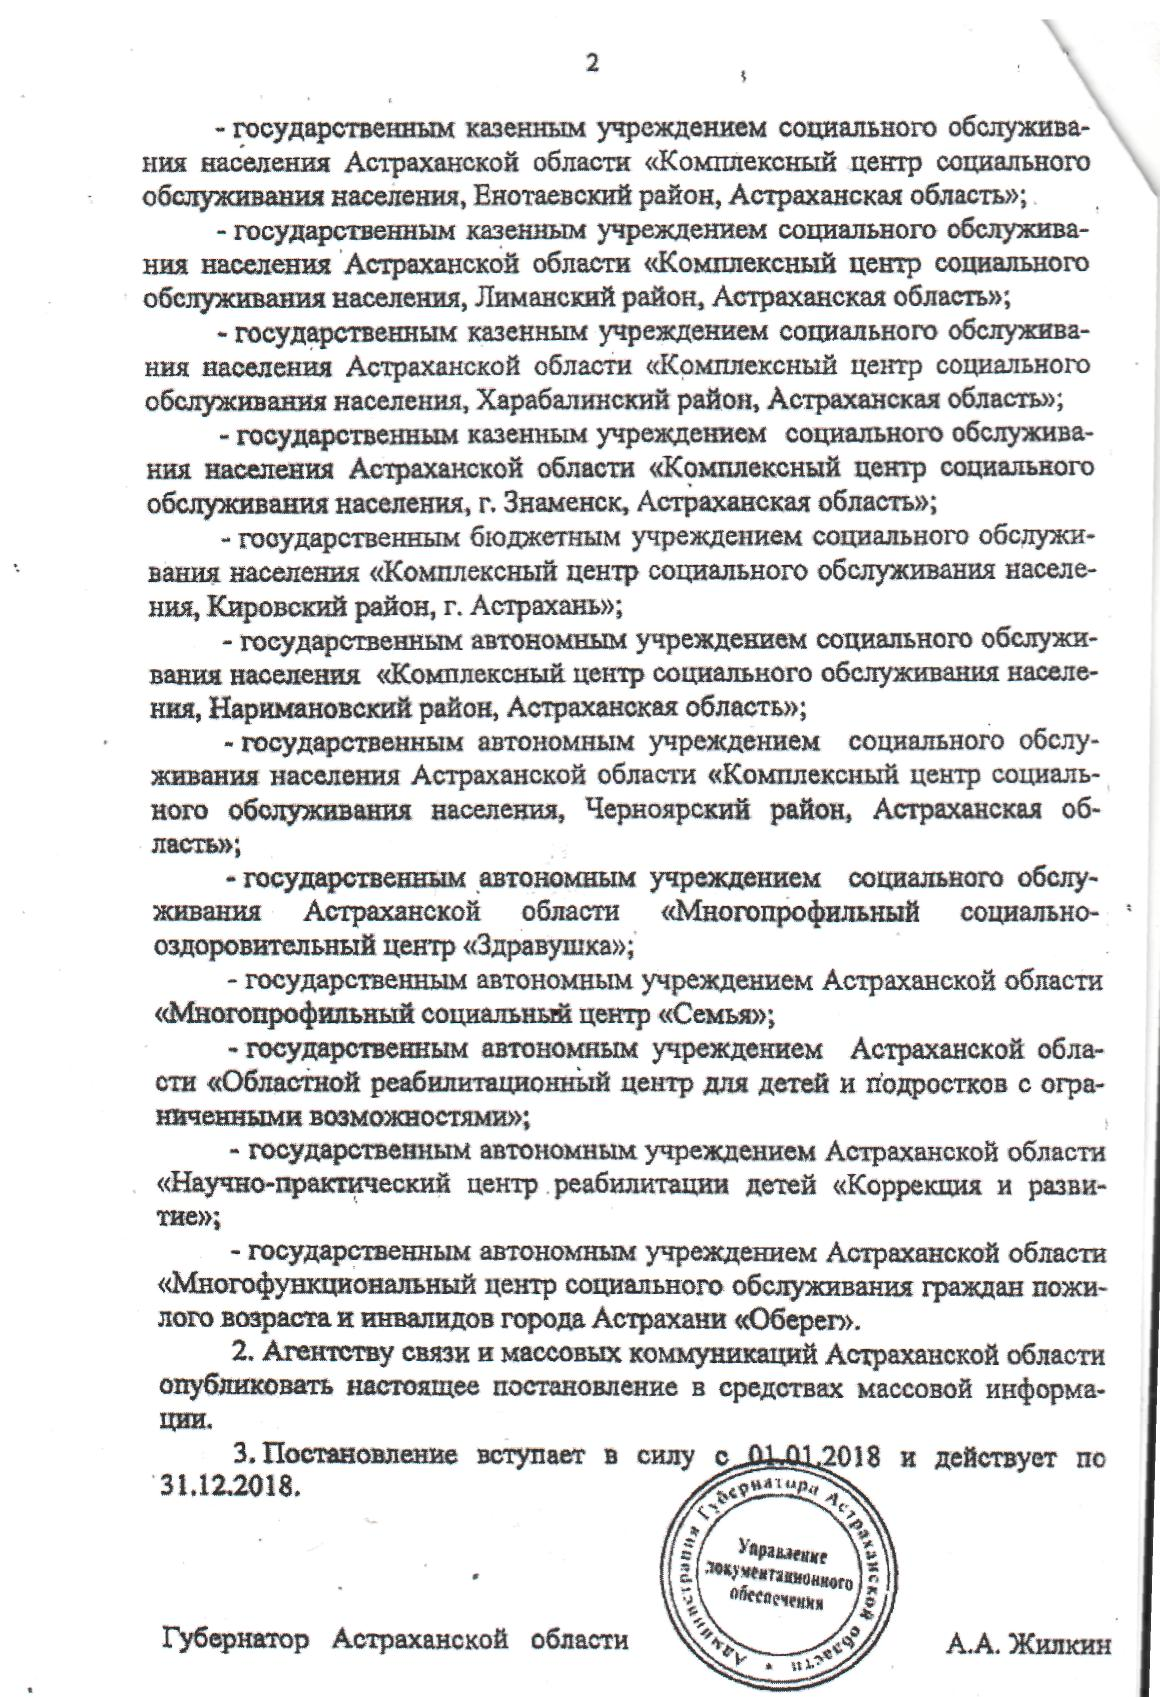 2
- государственным казенным учреждением социального обслужива-
ния населения Астраханской области «Комплексный центр социального
обслуживания населения, Енотаевский район, Астраханская область»;
- государственным казенным учреждением социального обслужива-
ния населения Астраханской области «Комплексный центр социального
обслуживания населения, Лиманский район, Астраханская область»;
- государственным казенным учреждением социального обслужива-
ния населения Астраханской области «Комплексный центр социального
обслуживания населения, Харабалинский район, Астраханская область»;
- государственным казенным учреждением социального обслужива-
ния населения Астраханской области «Комплексный центр социального
обслуживания населения, г. Знаменск, Астраханская область»;
- государственным бюджетным учреждением социального обслужи-
вания населения «Комплексный центр социального обслуживания населе-
ния, Кировский район, г. Астрахань»;
- государственным автономным учреждением социального обслужи-
вания населения «Комплексный центр социального обслуживания населе-
ния, Наримановский район, Астраханская область»;
- государственным автономным учреждением социального обслу-
живания населения Астраханской области «Комплексный центр социаль-
ного обслуживания населения, Черноярский район, Астраханская об-
ласть»;
- государственным автономным учреждением социального обслу-
живания Астраханской области «Многопрофильный социально-
оздоровительный центр «Здравушка»;
- государственным автономным учреждением Астраханской области
«Многопрофильный социальный центр «Семья»;
- государственным автономным учреждением Астраханской обла-
сти «Областной реабилитационный центр для детей и подростков с огра-
ниченными возможностями»;
- государственным автономным учреждением Астраханской области
«Научно-практический центр реабилитации детей «Коррекция и разви-
тие»;
- государственным автономным учреждением Астраханской области
«Многофункциональный центр социального обслуживания граждан пожи-
лого возраста и инвалидов города Астрахани «Оберег».
2. Агентству связи и массовых коммуникаций Астраханской области
опубликовать настоящее постановление в средствах массовой информа-
ции.
3. Постановление вступает в силу с 01.01.2018 и действует по
31.12.2018.
Администрация Губернатора Астраханской области *
Управление
документационного
обеспечения
Губернатор Астраханской области
А.А. Жилкин